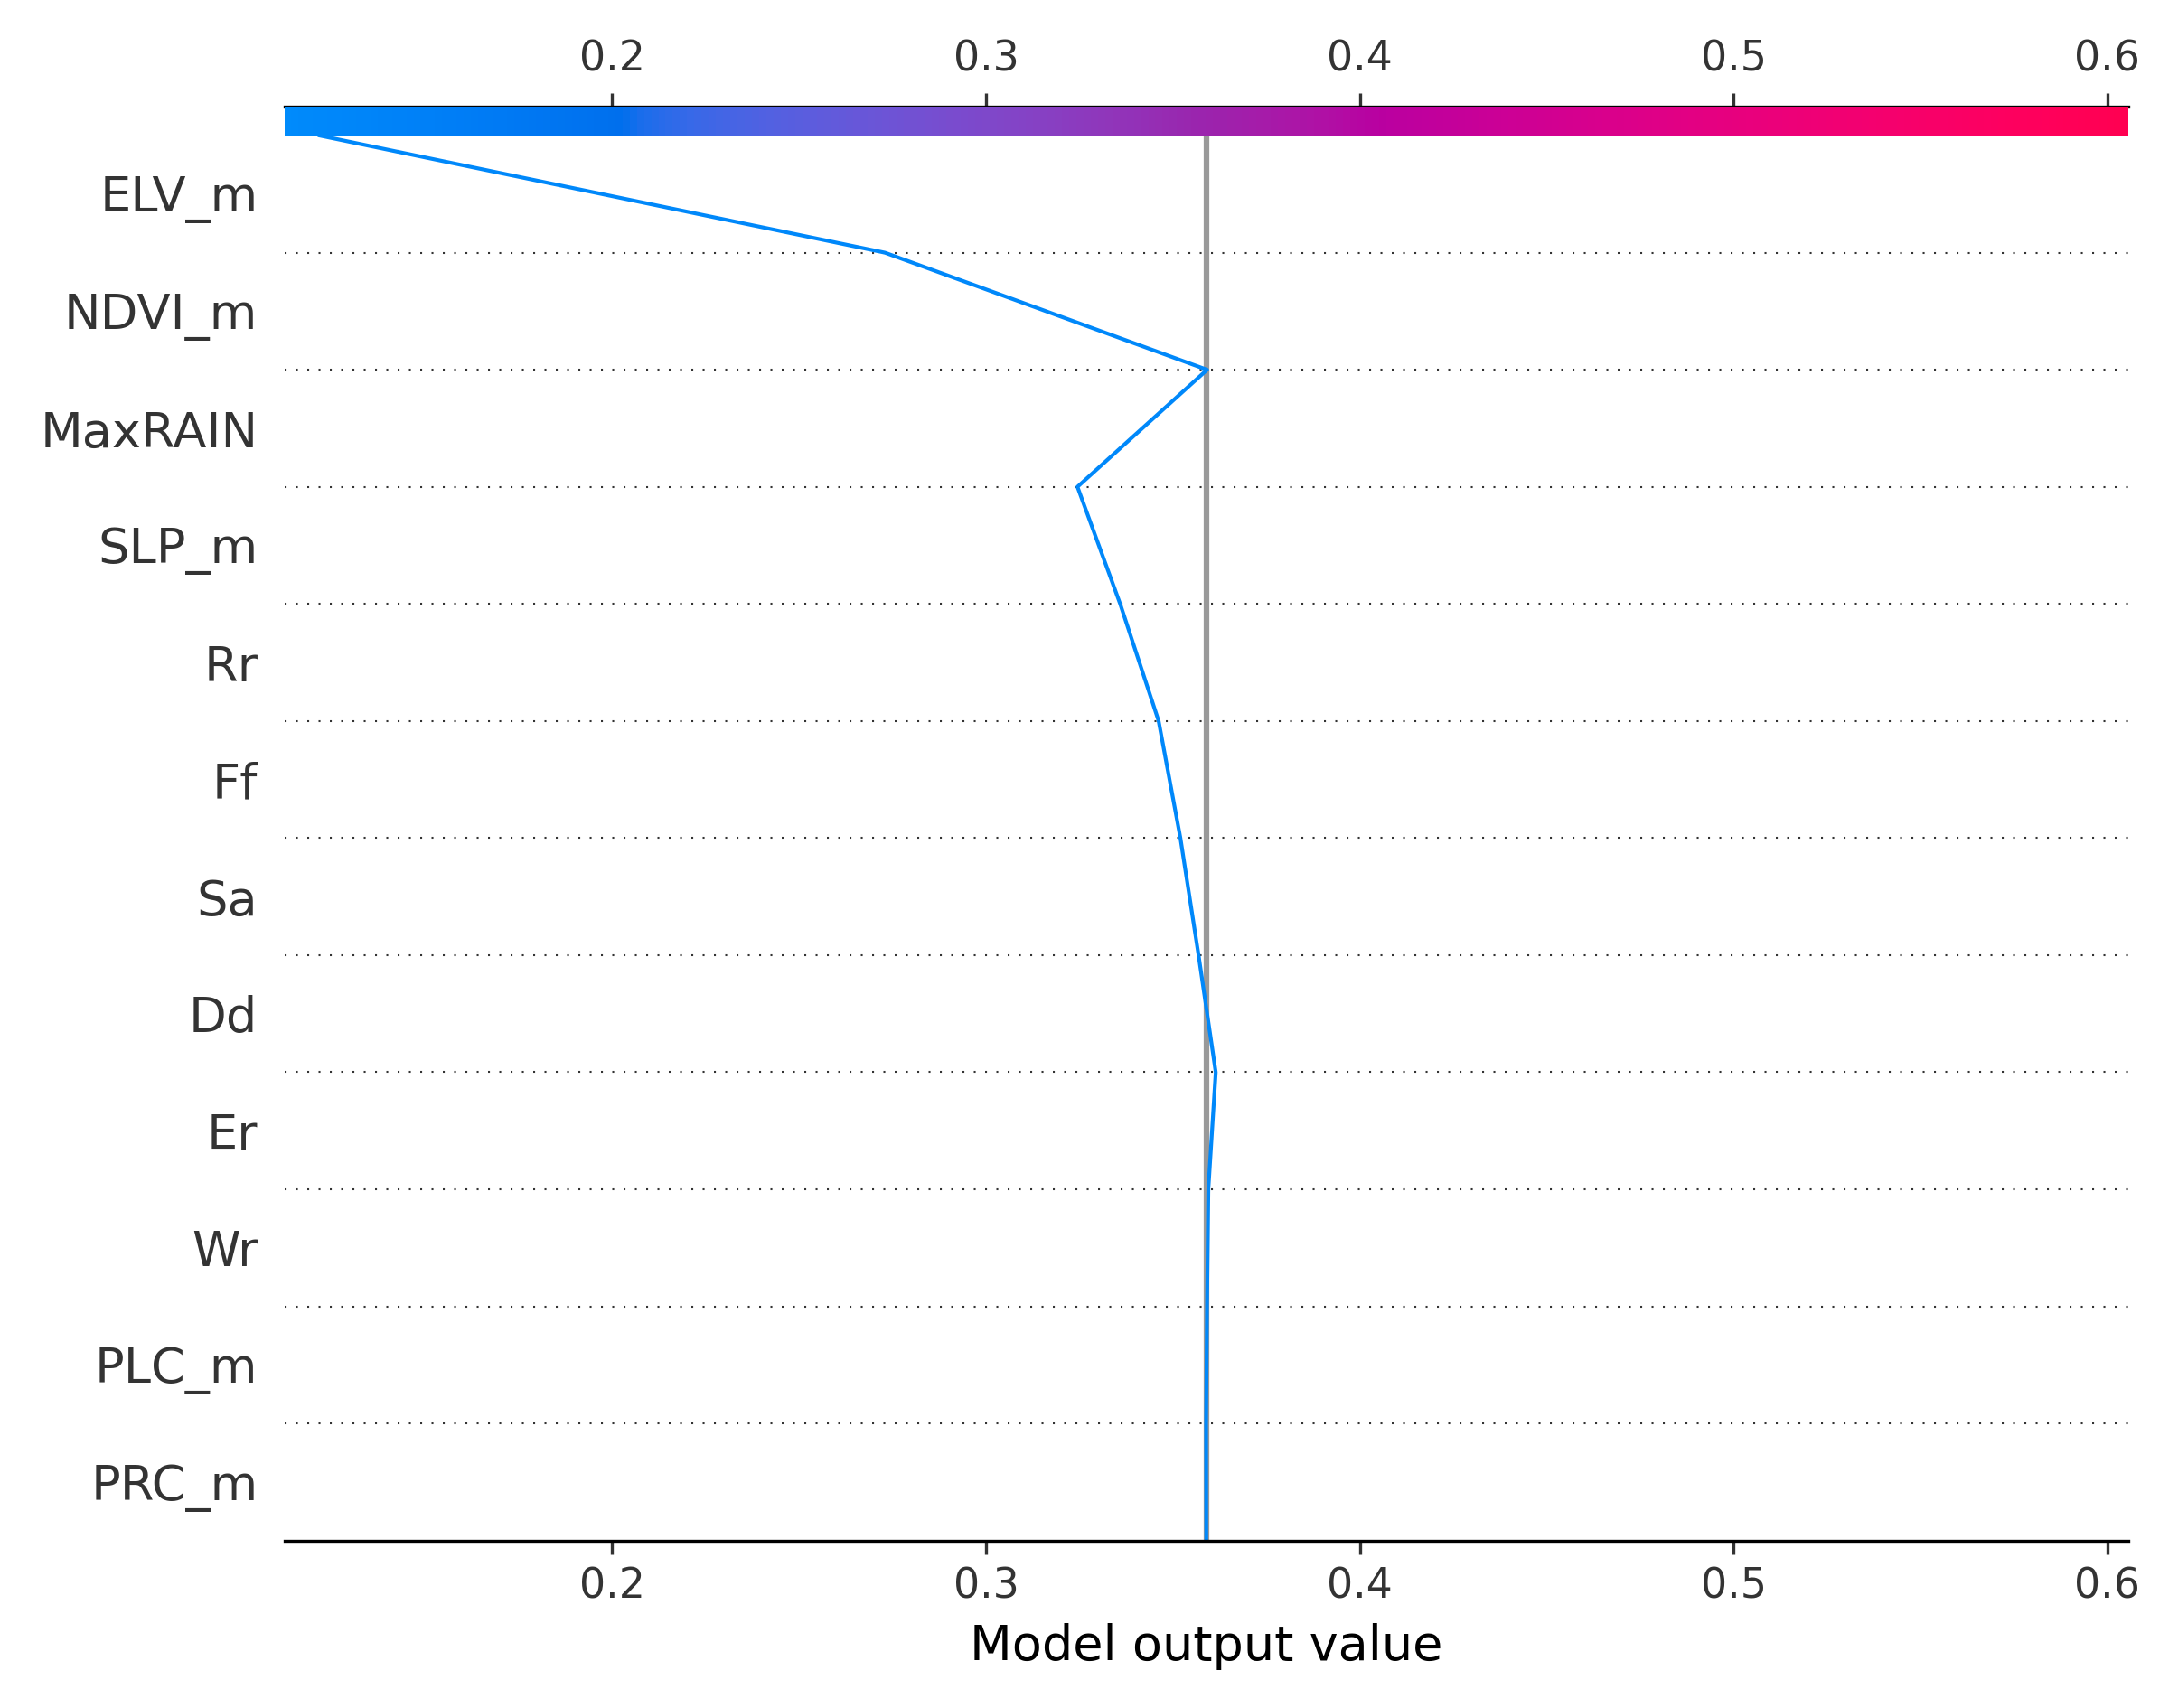 0.2 0.3 0.4 0.5 0.6
ELV_m
NDVI_m
MaxRAIN
SLP_m
Rr
Ff
Sa
Dd
Er
Wr
PLC_m
PRC_m
0.2 0.3 0.4 0.5 0.6
Model output value